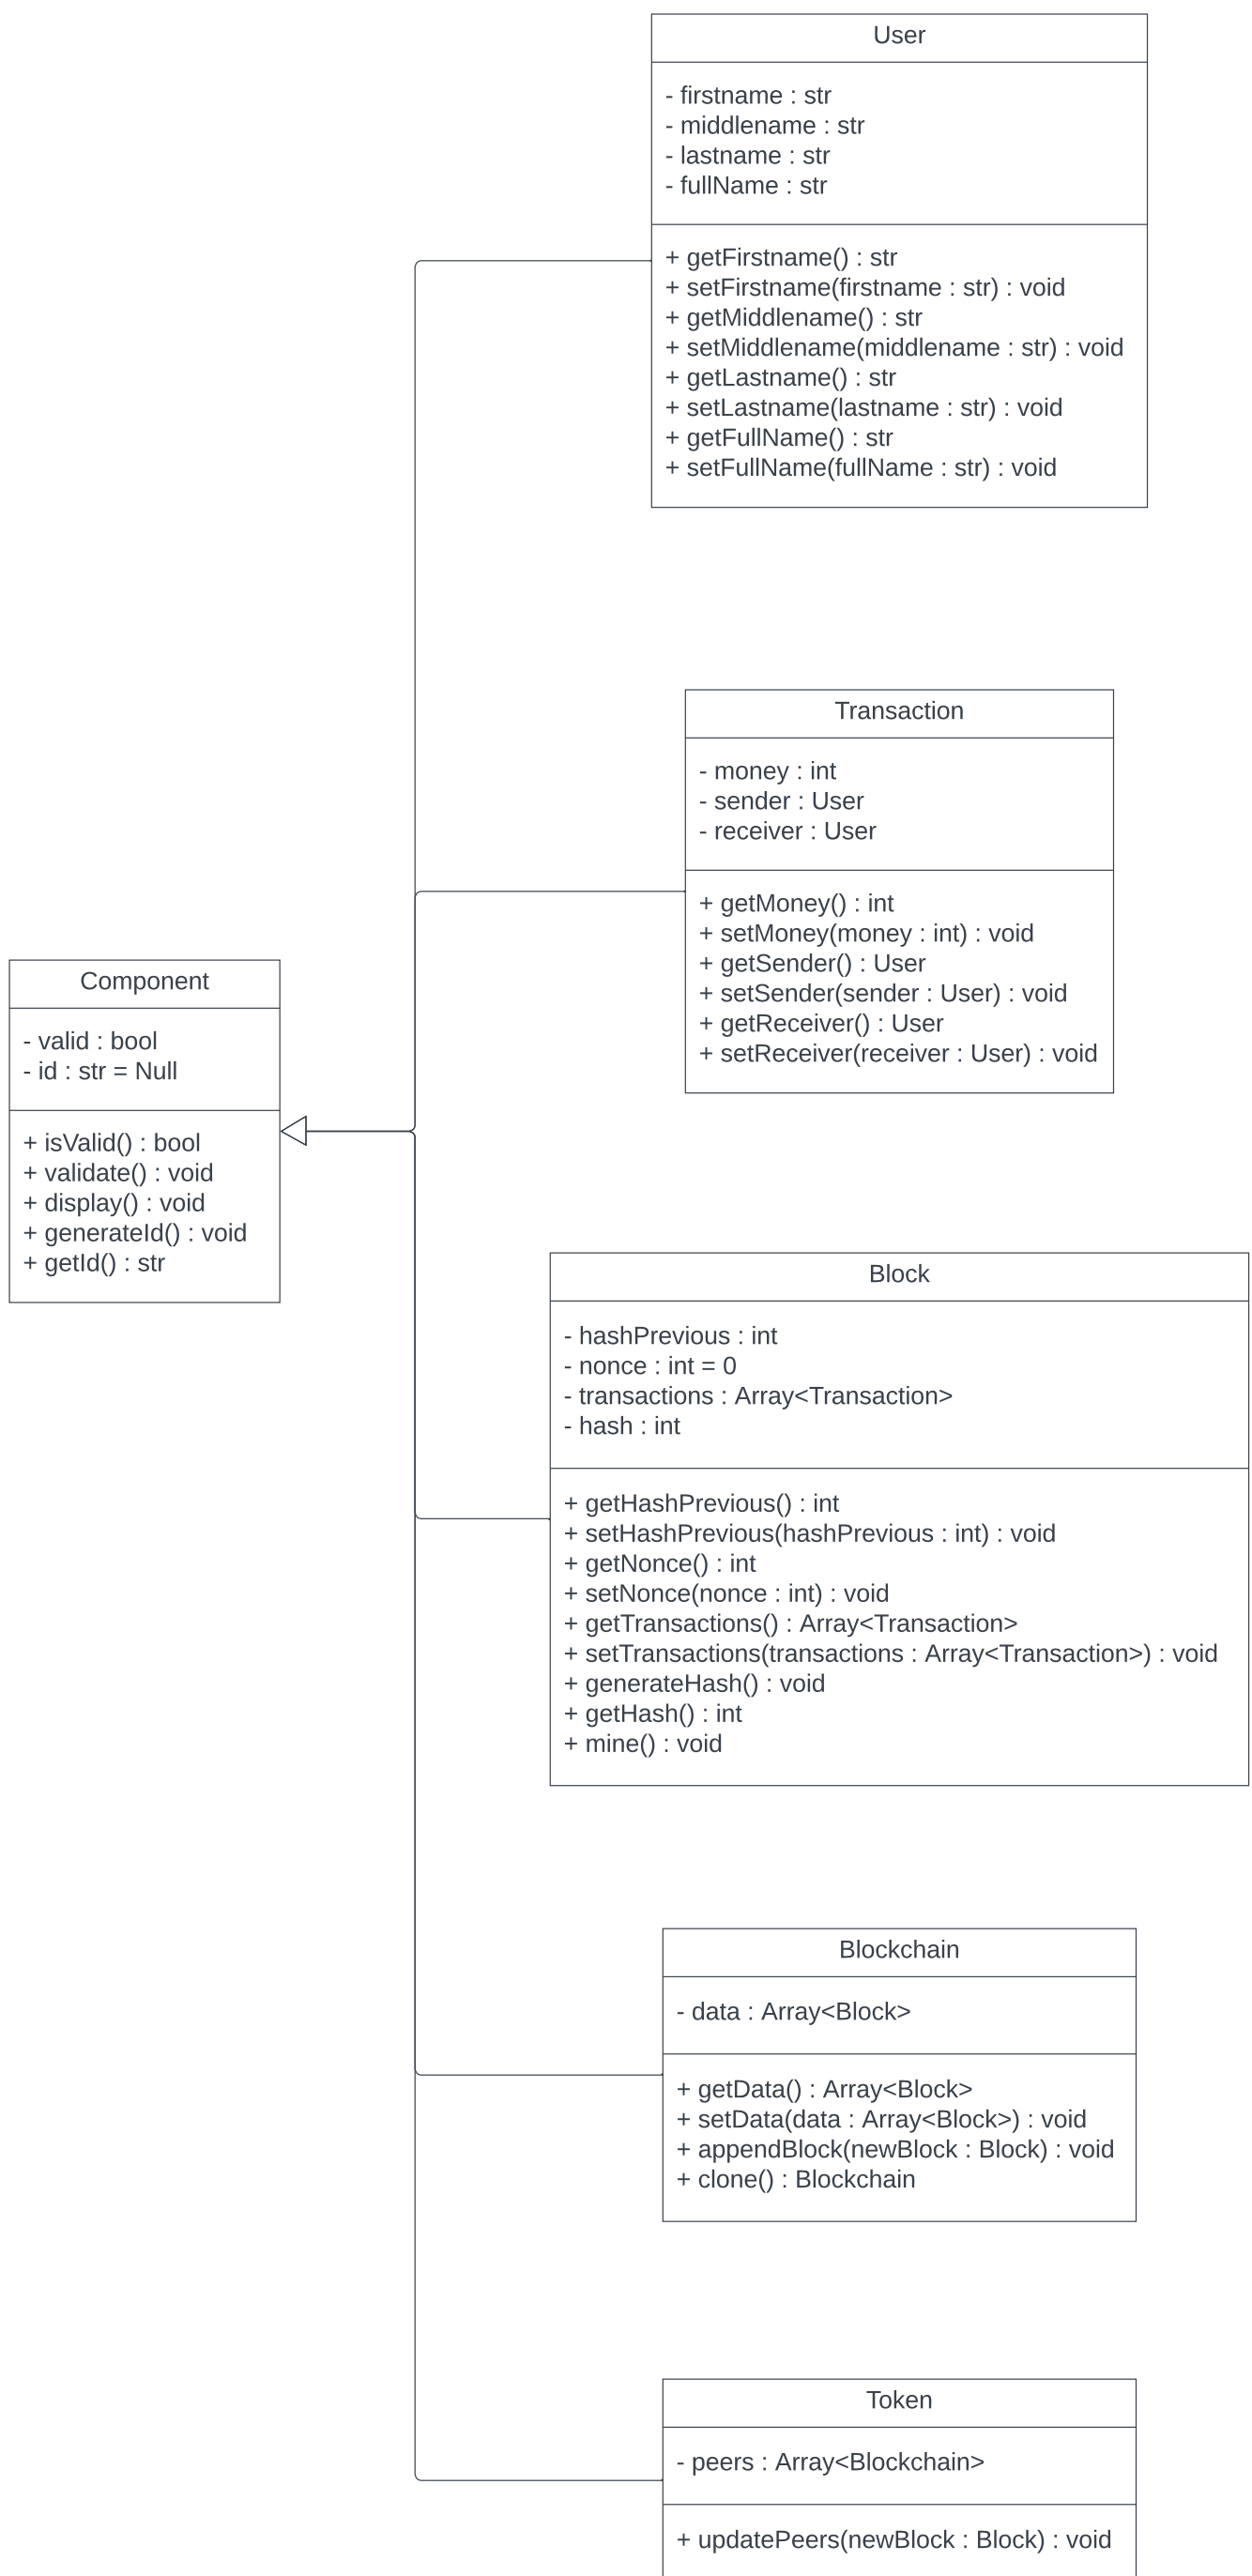 User
- firstname : str
- middlename : str
- lastname : str
- fullName : str
+ getFirstname() : str
+ setFirstname(firstname : str) : void
+ getMiddlename() : str
+ setMiddlename(middlename : str) : void
+ getLastname() : str
+ setLastname(lastname : str) : void
+ getFullName() : str
+ setFullName(fullName : str) : void
Transaction
- money : int
- sender : User
- receiver : User
+ getMoney() : int
+ setMoney(money : int) : void
+ getSender() : User
+ setSender(sender : User) : void
+ getReceiver() : User
+ setReceiver(receiver : User) : void
Component
- valid : bool
- id : str = Null
+ isValid() : bool
+ validate() : void
+ display() : void
+ generateId() : void
+ getId() : str
Block
- hashPrevious : int
- nonce : int = 0
- transactions : Array<Transaction>
- hash : int
+ getHashPrevious() : int
+ setHashPrevious(hashPrevious : int) : void
+ getNonce() : int
+ setNonce(nonce : int) : void
+ getTransactions() : Array<Transaction>
+ setTransactions(transactions : Array<Transaction>) : void
+ generateHash() : void
+ getHash() : int
+ mine() : void
Blockchain
- data : Array<Block>
+ getData() : Array<Block>
+ setData(data : Array<Block>) : void
+ appendBlock(newBlock : Block) : void
+ clone() : Blockchain
Token
- peers : Array<Blockchain>
+ updatePeers(newBlock : Block) : void